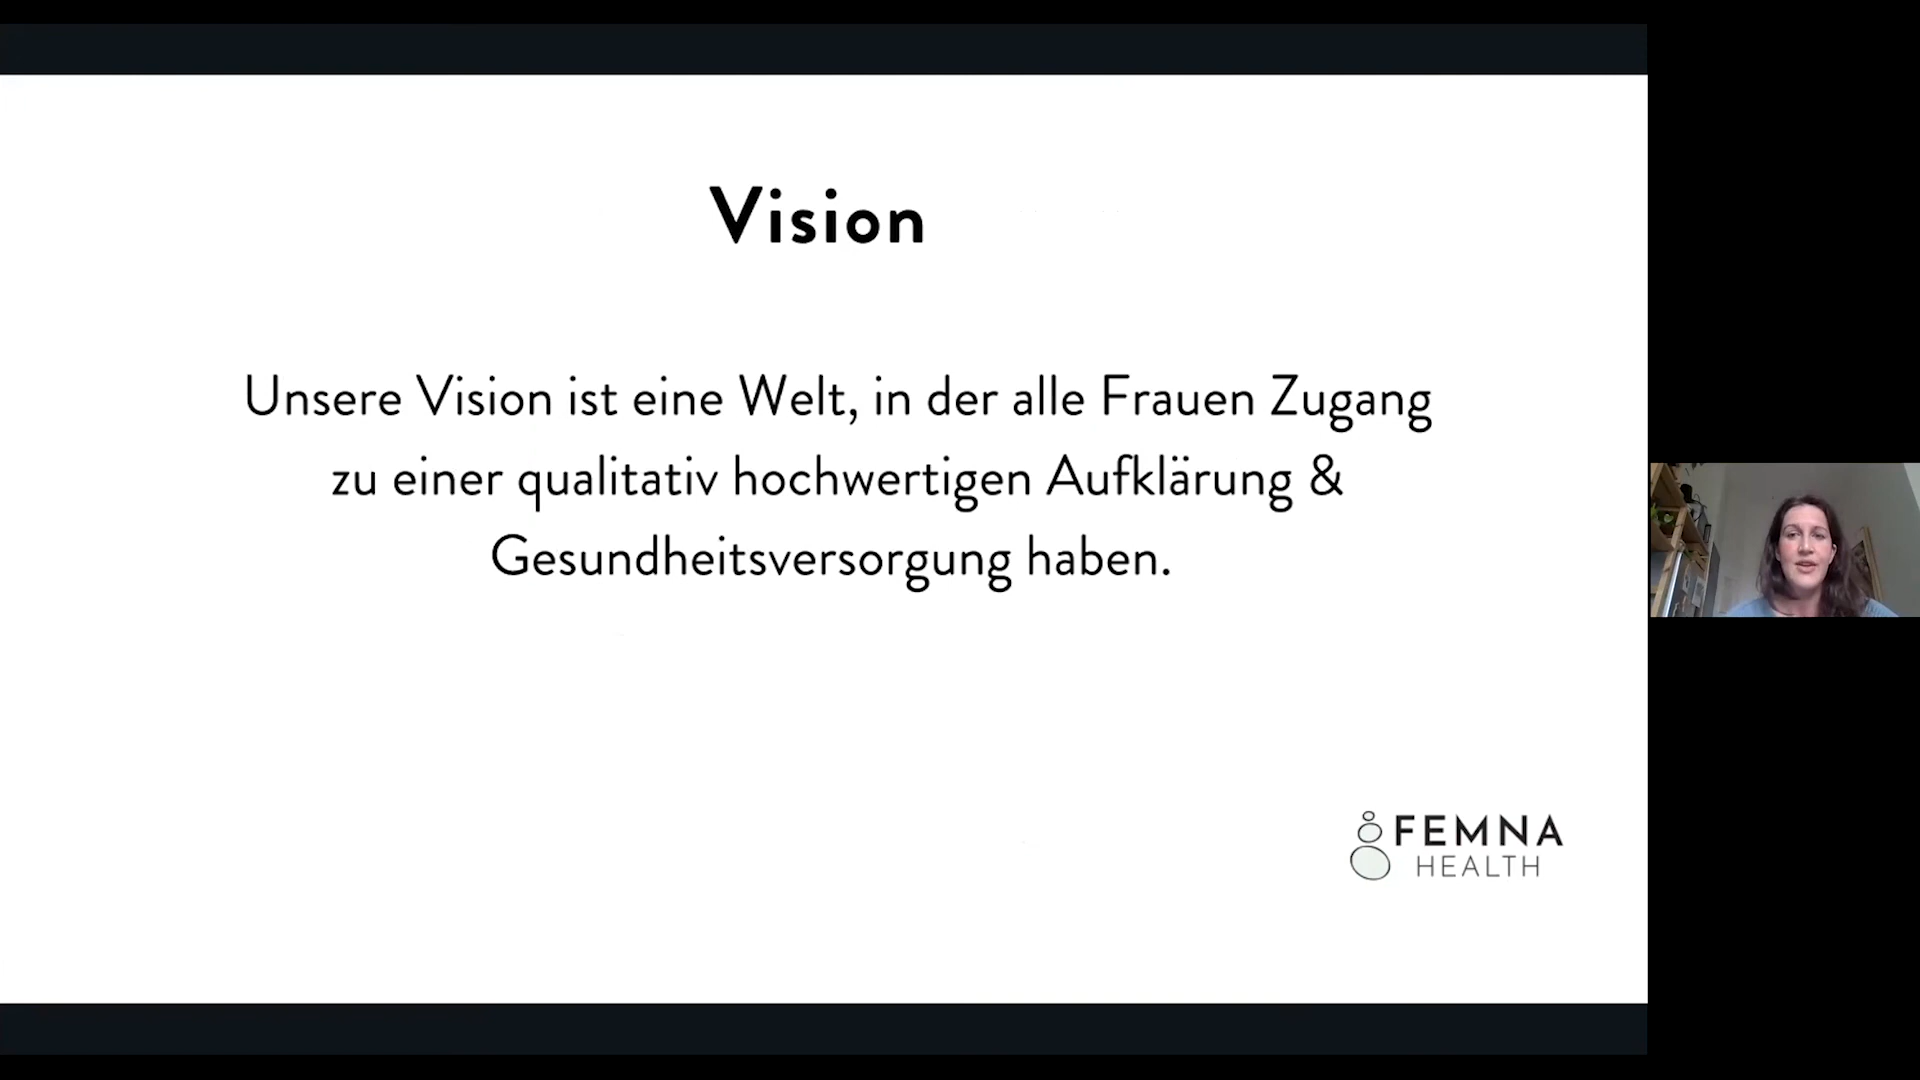 Vision
Unsere Vision ist eine Welt, in der alle Frauen Zugang
zu einer qualitativ hochwertigen Aufklärung &
Gesundheitsversorgung haben.
FEMNA
HEALTH